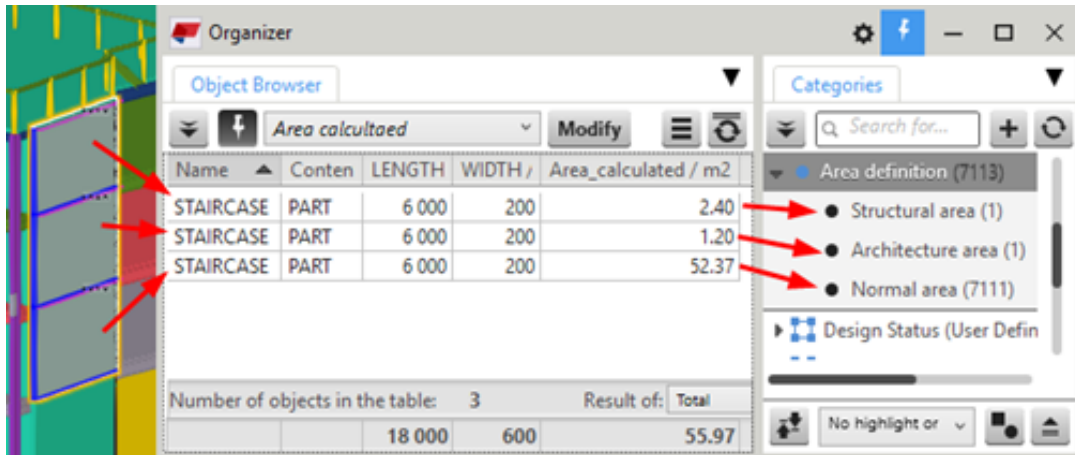 Organizer
Object Browser
Area calcultaed
Modify
Name Conten LENGTH WIDTH / Area_calculated / m2
STAIRCASE PART 6 000 200 2.40
STAIRCASE PART 6 000 200 1.20
STAIRCASE PART 6 000 200 52.37
Number of objects in the table: 3 Result of: Total
18 000 600 55.97
Categories
Search for...
Area definition (7113)
Structural area (1)
Architecture area (1)
Normal area (7111)
Design Status (User Defin
No highlight or